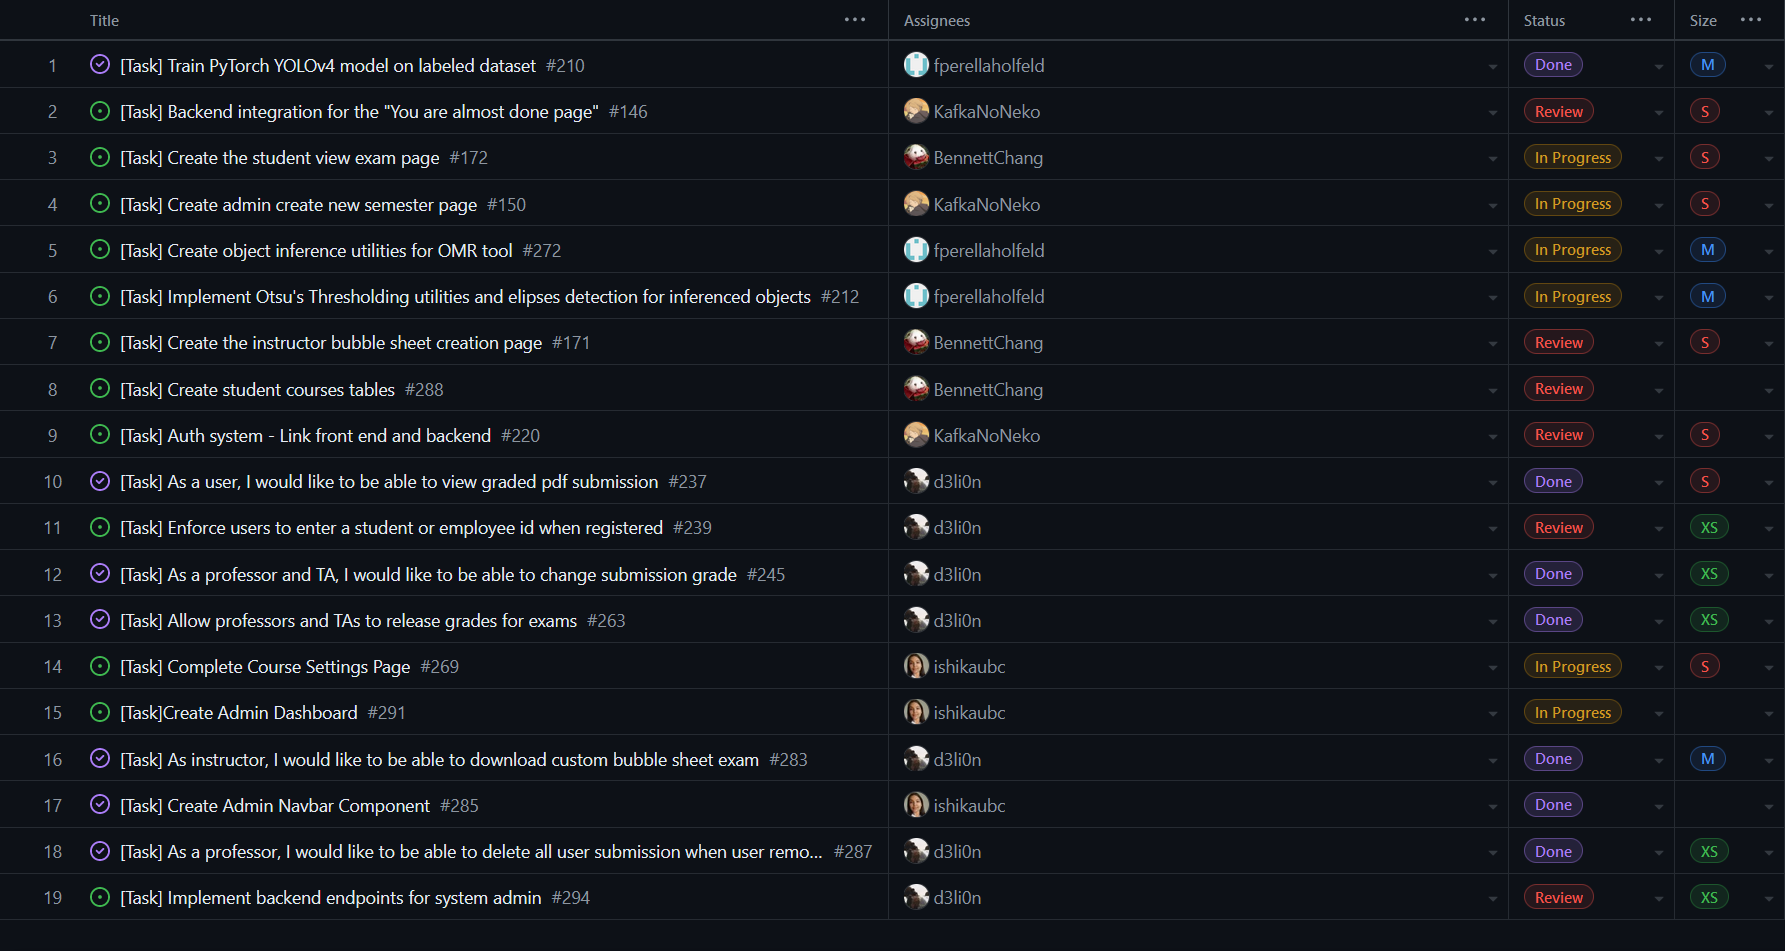 Title ... Assignees ... Status ... Size ...
1 [Task] Train PyTorch YOLOv4 model on labeled dataset #210 fperellaholfeld Done M
2 [Task] Backend integration for the "You are almost done page" #146 KafkaNoNeko Review S
3 [Task] Create the student view exam page #172 BennettChang In Progress S
4 [Task] Create admin create new semester page #150 KafkaNoNeko In Progress S
5 [Task] Create object inference utilities for OMR tool #272 fperellaholfeld In Progress M
6 [Task] Implement Otsu's Thresholding utilities and elipses detection for inferenced objects #212 fperellaholfeld In Progress M
7 [Task] Create the instructor bubble sheet creation page #171 BennettChang Review S
8 [Task] Create student courses tables #288 BennettChang Review
9 [Task] Auth system - Link front end and backend #220 KafkaNoNeko Review S
10 [Task] As a user, I would like to be able to view graded pdf submission #237 d3li0n Done S
11 [Task] Enforce users to enter a student or employee id when registered #239 d3li0n Review XS
12 [Task] As a professor and TA, I would like to be able to change submission grade #245 d3li0n Done XS
13 [Task] Allow professors and TAs to release grades for exams #263 d3li0n Done XS
14 [Task] Complete Course Settings Page #269 ishikaubc In Progress S
15 [Task]Create Admin Dashboard #291 ishikaubc In Progress
16 [Task] As instructor, I would like to be able to download custom bubble sheet exam #283 d3li0n Done M
17 [Task] Create Admin Navbar Component #285 ishikaubc Done
18 [Task] As a professor, I would like to be able to delete all user submission when user remo... #287 d3li0n Done XS
19 [Task] Implement backend endpoints for system admin #294 d3li0n Review XS